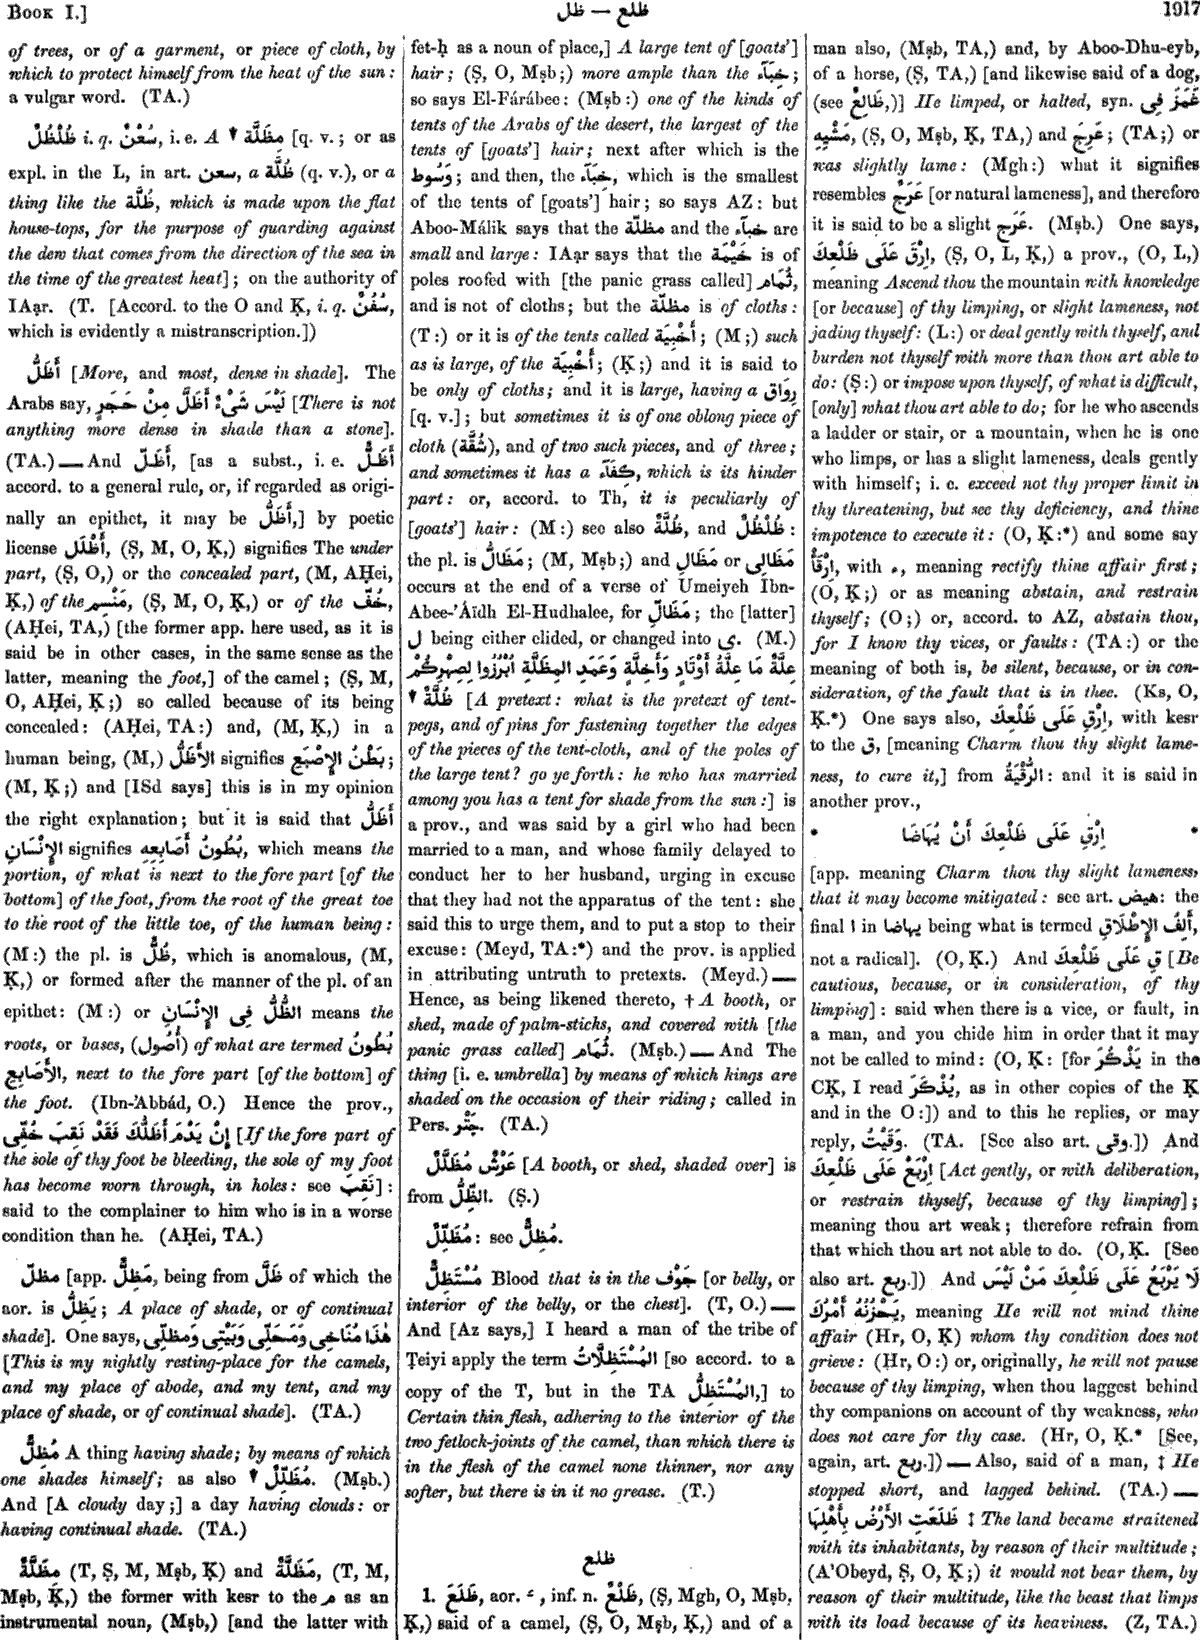 BOOK I.]
ظلع — ظل
1917
of trees, or of a garment, or piece of cloth, by
which to protect himself from the heat of the sun:
a vulgar word. (TA.)
ظُلْظُلٌ i. q. سُعْنٌ, i. e. A ▼ مِظَلَّة [q. v.; or as
expl. in the L, in art. سعن, a ظُلَّة (q. v.), or a
thing like the ظُلَّة, which is made upon the flat
house-tops, for the purpose of guarding against
the dew that comes from the direction of the sea in
the time of the greatest heat]; on the authority of
IAạr. (T. [Accord. to the O and Ḳ, i. q. سُفُنٌ,
which is evidently a mistranscription.])
أَظَلُّ [More, and most, dense in shade]. The
Arabs say, لَيْسَ شَىْءٌ أَظَلَّ مِنْ حَجَرٍ [There is not
anything more dense in shade than a stone].
(TA.) — And أَظَلّ, [as a subst., i. e. أَظَلٌّ
accord. to a general rule, or, if regarded as origi-
nally an epithet, it may be أَظَلُّ,] by poetic
license أَظْلَل, (Ṣ, M, O, Ḳ,) signifies The under
part, (Ṣ, O,) or the concealed part, (M, AḤei,
Ḳ,) of the مَنْسِم, (Ṣ, M, O, Ḳ,) or of the خُفّ,
(AḤei, TA,) [the former app. here used, as it is
said be in other cases, in the same sense as the
latter, meaning the foot,] of the camel; (Ṣ, M,
O, AḤei, Ḳ;) so called because of its being
concealed: (AḤei, TA:) and, (M, Ḳ,) in a
human being, (M,) الأَظَلُّ signifies بَطْنُ الإِصْبَعِ;
(M, Ḳ;) and [ISd says] this is in my opinion
the right explanation; but it is said that أَظَلُّ
الإِنْسَانِ signifies بُطُونُ أَصَابِعِهِ, which means the
portion, of what is next to the fore part [of the
bottom] of the foot, from the root of the great toe
to the root of the little toe, of the human being:
(M:) the pl. is ظُلٌّ, which is anomalous, (M,
Ḳ,) or formed after the manner of the pl. of an
epithet: (M:) or الظُّلُّ فِى الإِنْسَانِ means the
roots, or bases, (أُصُول) of what are termed بُطُونُ
الأَصَابِعِ, next to the fore part [of the bottom] of
the foot. (Ibn-'Abbád, O.) Hence the prov.,
إِنْ يَدْمَ أَظَلُّكَ فَقَدْ نَقِبَ خُفِّى [If the fore part of
the sole of thy foot be bleeding, the sole of my foot
has become worn through, in holes: see نَقِبَ]:
said to the complainer to him who is in a worse
condition than he. (AḤei, TA.)
مظلّ [app. مَظَلٌّ, being from ظَلَّ of which the
aor. is يَظَلُّ; A place of shade, or of continual
shade]. One says, هٰذَا مُنَاخِى وَمَحَلِّى وَبَيْتِى وَمَظَلِّى
[This is my nightly resting-place for the camels,
and my place of abode, and my tent, and my
place of shade, or of continual shade]. (TA.)
مُظِلٌّ A thing having shade; by means of which
one shades himself; as also ▼ مُظَلِّلٌ. (Mṣb.)
And [A cloudy day;] a day having clouds: or
having continual shade. (TA.)
مِظَلَّةٌ (T, Ṣ, M, Mṣb, Ḳ) and مَظَلَّةٌ, (T, M,
Mṣb, Ḳ,) the former with kesr to the م as an
instrumental noun, (Mṣb,) [and the latter with
fet-ḥ as a noun of place,] A large tent of [goats']
hair; (Ṣ, O, Mṣb;) more ample than the خِبَآء;
so says El-Fárábee: (Mṣb:) one of the kinds of
tents of the Arabs of the desert, the largest of the
tents of [goats'] hair; next after which is the
وَسُوط; and then, the خِبَآء, which is the smallest
of the tents of [goats'] hair; so says AZ: but
Aboo-Málik says that the مظلّة and the خبآء are
small and large: IAạr says that the خَيْمَة is of
poles roofed with [the panic grass called] ثُمَام,
and is not of cloths; but the مظلّة is of cloths:
(T:) or it is of the tents called أَخْبِيَة; (M;) such
as is large, of the أَخْبِيَة; (Ḳ;) and it is said to
be only of cloths; and it is large, having a رِوَاق
[q. v.]; but sometimes it is of one oblong piece of
cloth (شُقَّة), and of two such pieces, and of three;
and sometimes it has a كِفَآء, which is its hinder
part: or, accord. to Th, it is peculiarly of
[goats'] hair: (M:) see also ظُلَّةٌ, and ظُلْظُلٌ:
the pl. is مَظَالُّ; (M, Mṣb;) and مَظَالِ or مَظَالِى
occurs at the end of a verse of Umeiyeh Ibn-
Abee-'Áïdh El-Hudhalee, for مَظَالّ; the [latter]
ل being either elided, or changed into ى. (M.)
عِلَّةٌ مَا عِلَّةُ أَوْتَادٍ وَأَخِلَّةٍ وَعَمَدِ المِظَلَّةِ اُبْرُزُوا لِصِهْرِكُمْ
▼ ظُلَّةٌ [A pretext: what is the pretext of tent-
pegs, and of pins for fastening together the edges
of the pieces of the tent-cloth, and of the poles of
the large tent? go ye forth: he who has married
among you has a tent for shade from the sun:] is
a prov., and was said by a girl who had been
married to a man, and whose family delayed to
conduct her to her husband, urging in excuse
that they had not the apparatus of the tent: she
said this to urge them, and to put a stop to their
excuse: (Meyd, TA:*) and the prov. is applied
in attributing untruth to pretexts. (Meyd.) —
Hence, as being likened thereto, † A booth, or
shed, made of palm-sticks, and covered with [the
panic grass called] ثُمَام. (Mṣb.) — And The
thing [i. e. umbrella] by means of which kings are
shaded on the occasion of their riding; called in
Pers. چَتْر. (TA.)
عَرْشٌ مُظَلَّلٌ [A booth, or shed, shaded over] is
from الظِّلُّ. (Ṣ.)
مُظَلِّلٌ: see مُظِلٌّ.
مُسْتَظِلٌّ Blood that is in the جَوْف [or belly, or
interior of the belly, or the chest]. (T, O.) —
And [Az says,] I heard a man of the tribe of
Ṭeiyi apply the term المُسْتَظِلَّاتُ [so accord. to a
copy of the T, but in the TA المُسْتَظِلُّ,] to
Certain thin flesh, adhering to the interior of the
two fetlock-joints of the camel, than which there is
in the flesh of the camel none thinner, nor any
softer, but there is in it no grease. (T.)
ظلع
1. ظَلَعَ, aor. ـَ, inf. n. ظَلْعٌ, (Ṣ, Mgh, O, Mṣb,
Ḳ,) said of a camel, (Ṣ, O, Mṣb, Ḳ,) and of a
man also, (Mṣb, TA,) and, by Aboo-Dhu-eyb,
of a horse, (Ṣ, TA,) [and likewise said of a dog,
(see ظَالِعٌ,)] He limped, or halted, syn. غَمَزَ فِى
مَشْيِهِ, (Ṣ, O, Mṣb, Ḳ, TA,) and عَرِجَ; (TA;) or
was slightly lame: (Mgh:) what it signifies
resembles عَرَجٌ [or natural lameness], and therefore
it is said to be a slight عَرَج. (Mṣb.) One says,
اِرْقَ عَلَى ظَلْعِكَ, (Ṣ, O, L, Ḳ,) a prov., (O, L,)
meaning Ascend thou the mountain with knowledge
[or because] of thy limping, or slight lameness, not
jading thyself: (L:) or deal gently with thyself, and
burden not thyself with more than thou art able to
do: (Ṣ:) or impose upon thyself, of what is difficult,
[only] what thou art able to do; for he who ascends
a ladder or stair, or a mountain, when he is one
who limps, or has a slight lameness, deals gently
with himself; i. e. exceed not thy proper limit in
thy threatening, but see thy deficiency, and thine
impotence to execute it: (O, Ḳ:*) and some say
اِرْقَأْ, with ء, meaning rectify thine affair first;
(O, Ḳ;) or as meaning abstain, and restrain
thyself; (O;) or, accord. to AZ, abstain thou,
for I know thy vices, or faults: (TA:) or the
meaning of both is, be silent, because, or in con-
sideration, of the fault that is in thee. (Ks, O,
Ḳ.*) One says also, اِرْقِ عَلَى ظَلْعِكَ, with kesr
to the ق, [meaning Charm thou thy slight lame-
ness, to cure it,] from الرُّقْيَةُ: and it is said in
another prov.,
* اِرْقِ عَلَى ظَلْعِكَ أَنْ يُهَاضَا *
[app. meaning Charm thou thy slight lameness,
that it may become mitigated: see art. هيض: the
final ا in يهاضا being what is termed أَلِفُ الإِطْلَاقِ,
not a radical]. (O, Ḳ.) And قِ عَلَى ظَلْعِكَ [Be
cautious, because, or in consideration, of thy
limping]: said when there is a vice, or fault, in
a man, and you chide him in order that it may
not be called to mind: (O, Ḳ: [for يَذْكُرَ in the
CḲ, I read يُذْكَرَ, as in other copies of the Ḳ
and in the O:]) and to this he replies, or may
reply, وَقَيْتُ. (TA. [See also art. وقى.]) And
اِرْبَعْ عَلَى ظَلْعِكَ [Act gently, or with deliberation,
or restrain thyself, because of thy limping];
meaning thou art weak; therefore refrain from
that which thou art not able to do. (O, Ḳ. [See
also art. ربع.]) And لَا يَرْبَعُ عَلَى ظَلْعِكَ مَنْ لَيْسَ
يَحْزُنُهُ أَمْرُكَ, meaning He will not mind thine
affair (Hr, O, Ḳ) whom thy condition does not
grieve: (Hr, O:) or, originally, he will not pause
because of thy limping, when thou laggest behind
thy companions on account of thy weakness, who
does not care for thy case. (Hr, O, Ḳ.* [See,
again, art. ربع.]) — Also, said of a man, ‡ He
stopped short, and lagged behind. (TA.) —
ظَلَعَتِ الأَرْضُ بِأَهْلِهَا ‡ The land became straitened
with its inhabitants, by reason of their multitude;
(A'Obeyd, Ṣ, O, Ḳ;) it would not bear them, by
reason of their multitude, like the beast that limps
with its load because of its heaviness. (Z, TA.)